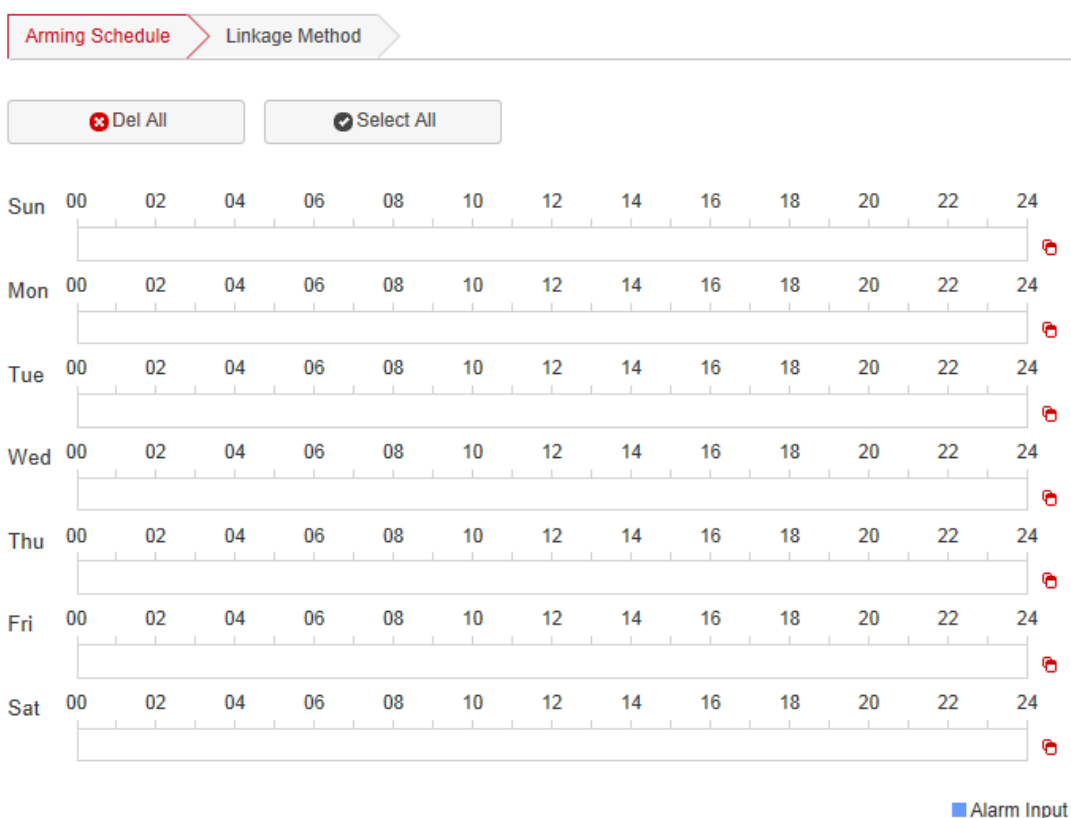 Arming Schedule Linkage Method
Del All Select All
Sun 00 02 04 06 08 10 12 14 16 18 20 22 24
Mon 00 02 04 06 08 10 12 14 16 18 20 22 24
Tue 00 02 04 06 08 10 12 14 16 18 20 22 24
Wed 00 02 04 06 08 10 12 14 16 18 20 22 24
Thu 00 02 04 06 08 10 12 14 16 18 20 22 24
Fri 00 02 04 06 08 10 12 14 16 18 20 22 24
Sat 00 02 04 06 08 10 12 14 16 18 20 22 24
Alarm Input